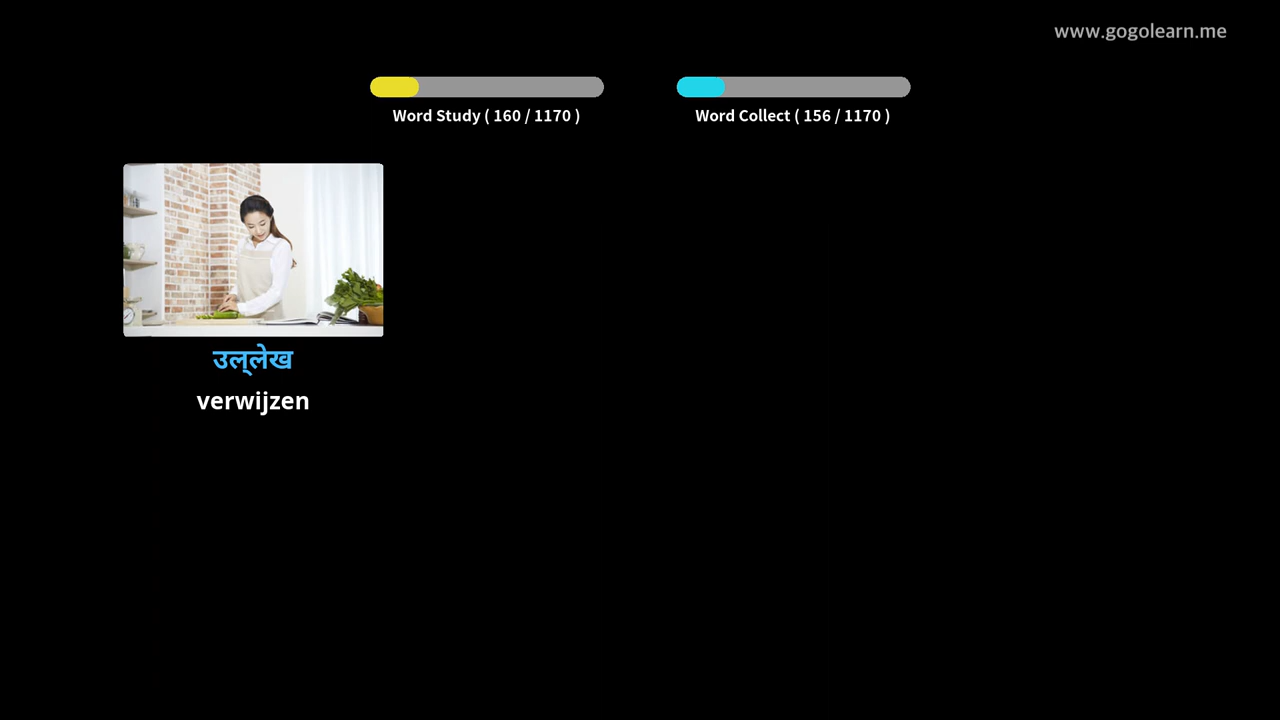 www.gogolearn.me
Word Study ( 160 / 1170 )
Word Collect ( 156 / 1170 )
उल्लेख
verwijzen